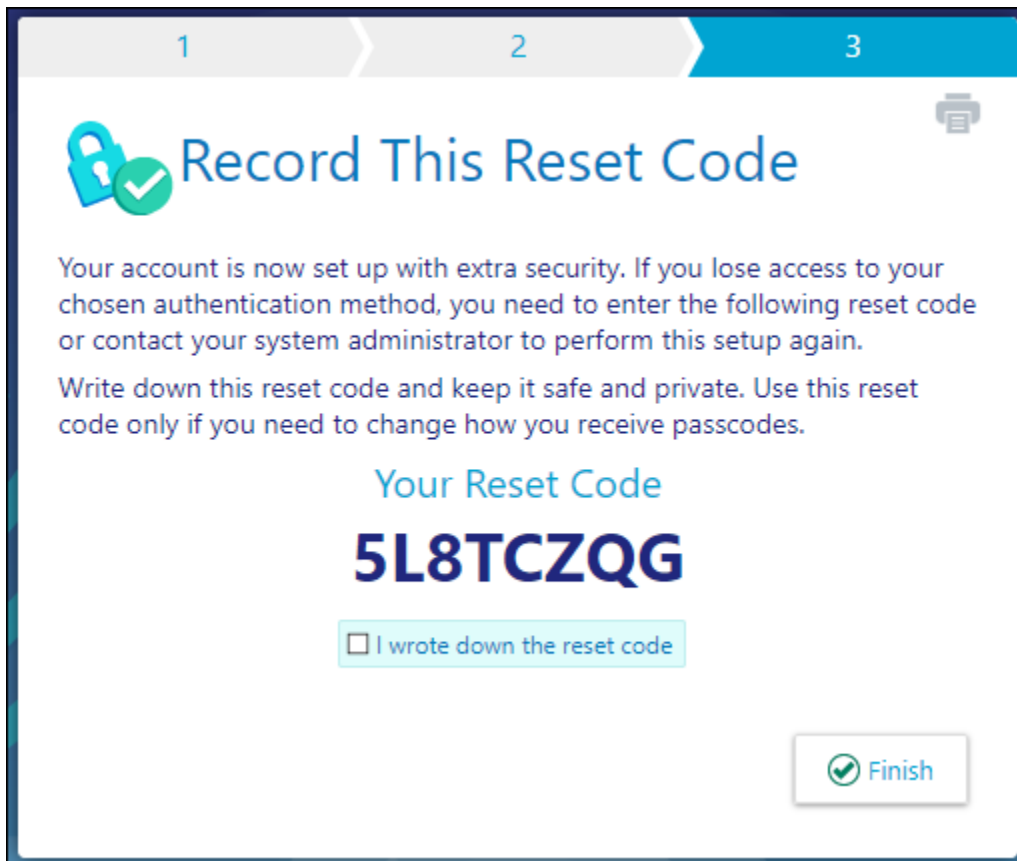 1
2
3
Record This Reset Code
Your account is now set up with extra security. If you lose access to your
chosen authentication method, you need to enter the following reset code
or contact your system administrator to perform this setup again.
Write down this reset code and keep it safe and private. Use this reset
code only if you need to change how you receive passcodes.
Your Reset Code
5L8TCZQG
I wrote down the reset code
Finish